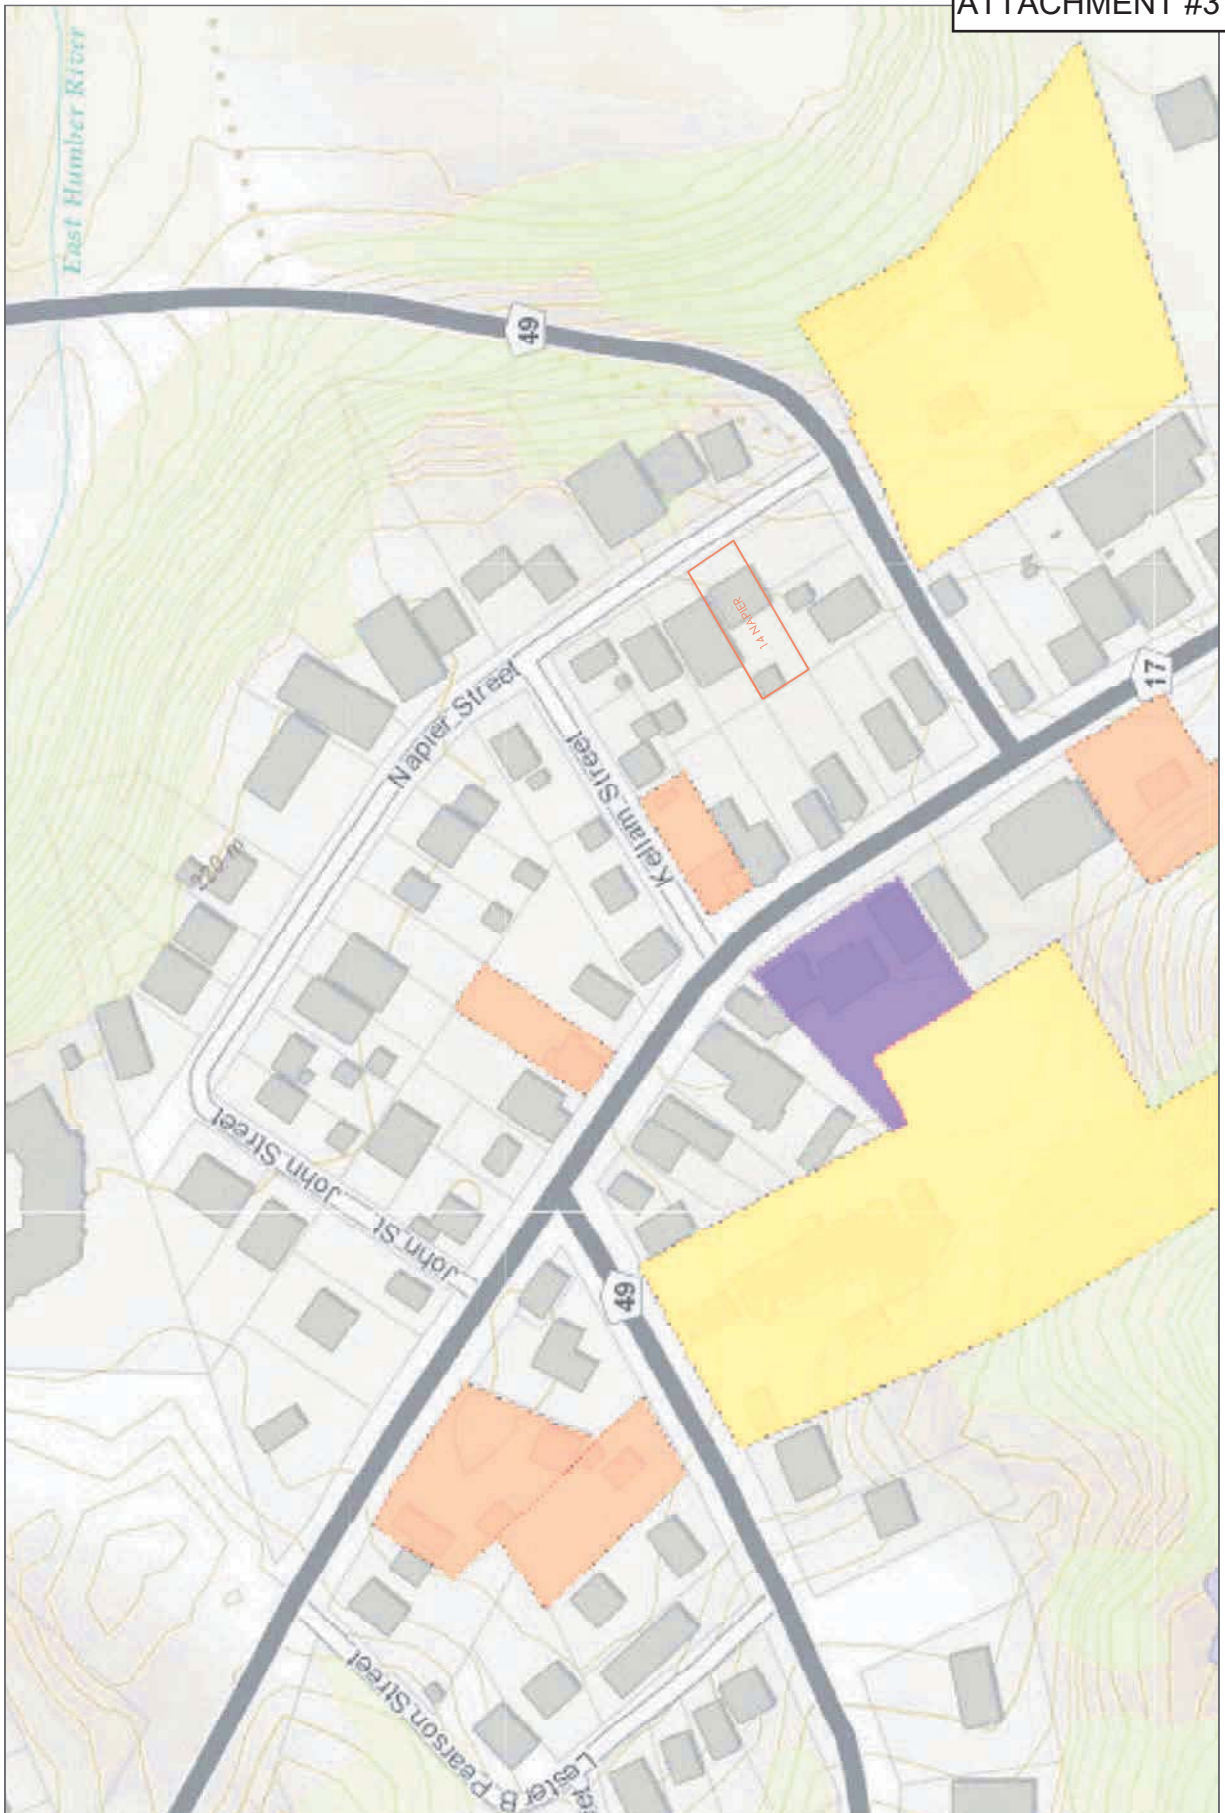 ATTACHMENT #3
East Humber River
49
14 NAPIER
17
Napier Street
Kellam Street
220 m
John Street
John St.
49
Lester B. Pearson Street